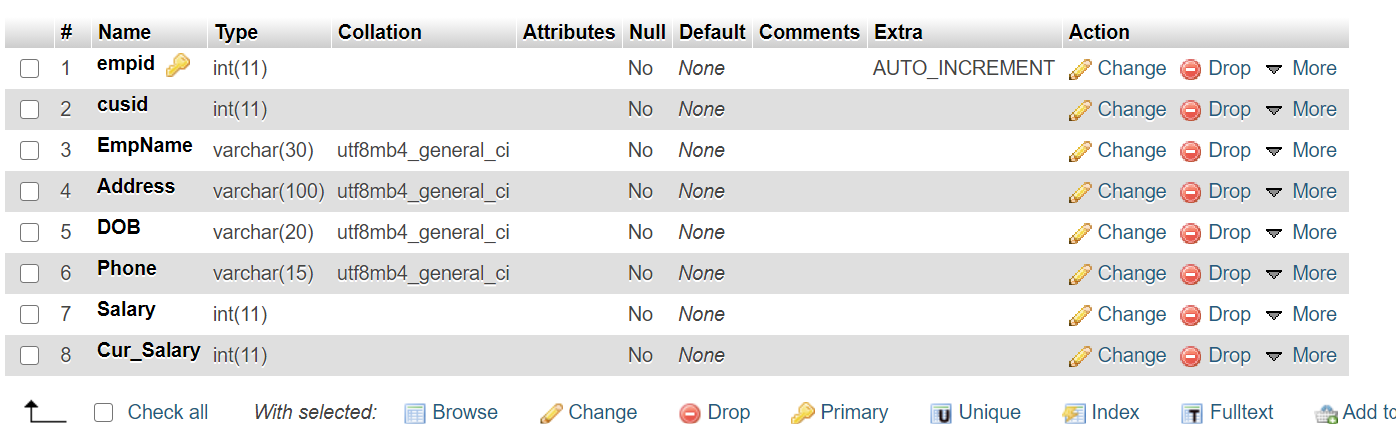 # Name Type Collation Attributes Null Default Comments Extra Action
1 empid int(11) No None AUTO_INCREMENT Change Drop More
2 cusid int(11) No None Change Drop More
3 EmpName varchar(30) utf8mb4_general_ci No None Change Drop More
4 Address varchar(100) utf8mb4_general_ci No None Change Drop More
5 DOB varchar(20) utf8mb4_general_ci No None Change Drop More
6 Phone varchar(15) utf8mb4_general_ci No None Change Drop More
7 Salary int(11) No None Change Drop More
8 Cur_Salary int(11) No None Change Drop More
Check all With selected: Browse Change Drop Primary U Unique Index T Fulltext Add